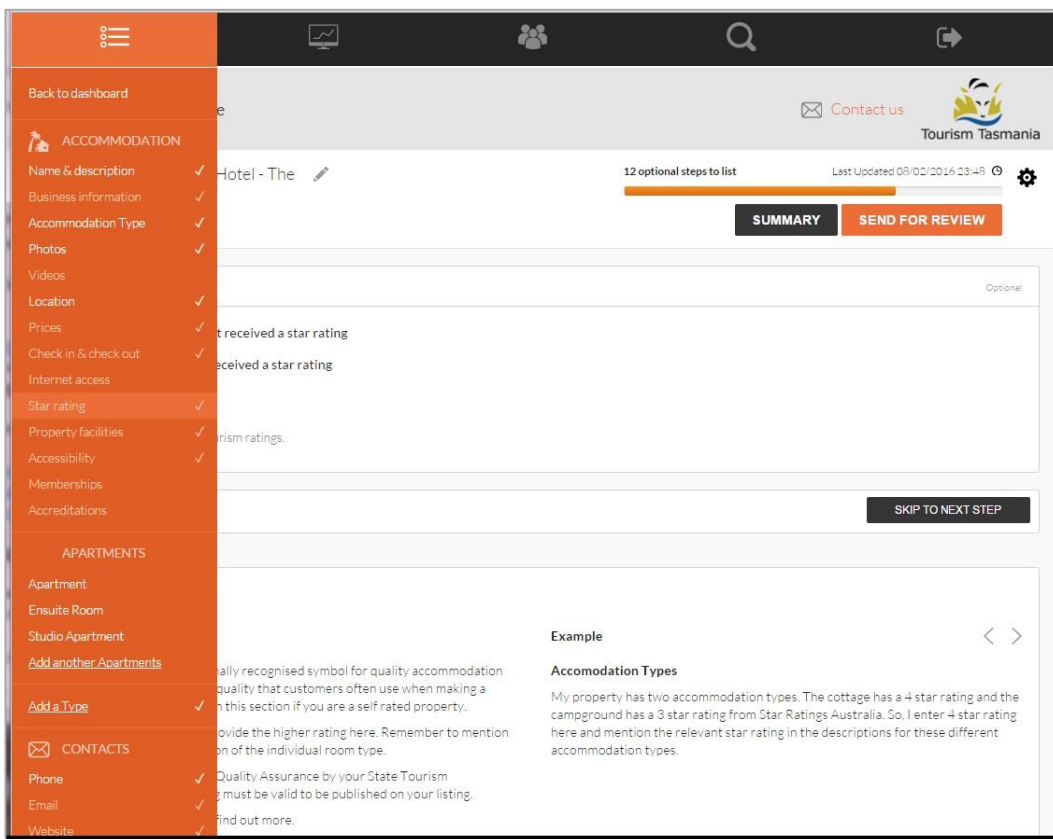 Back to dashboard
ACCOMMODATION
Name & description
Business information
Accommodation Type
Photos
Videos
Location
Prices
Check in & check out
Internet access
Star rating
Property facilities
Accessibility
Memberships
Accreditations
APARTMENTS
Apartment
Ensuite Room
Studio Apartment
Add another Apartments
Add a Type
CONTACTS
Phone
Email
Website
e
Contact us
Tourism Tasmania
Hotel - The
12 optional steps to list
Last Updated 08/02/2016 23:48
SUMMARY
SEND FOR REVIEW
Optional
t received a star rating
eceived a star rating
rism ratings.
SKIP TO NEXT STEP
nally recognised symbol for quality accommodation
quality that customers often use when making a
n this section if you are a self rated property.
ovide the higher rating here. Remember to mention
on of the individual room type.
Quality Assurance by your State Tourism
g must be valid to be published on your listing.
find out more.
Example
Accomodation Types
My property has two accommodation types. The cottage has a 4 star rating and the
campground has a 3 star rating from Star Ratings Australia. So, I enter 4 star rating
here and mention the relevant star rating in the descriptions for these different
accommodation types.